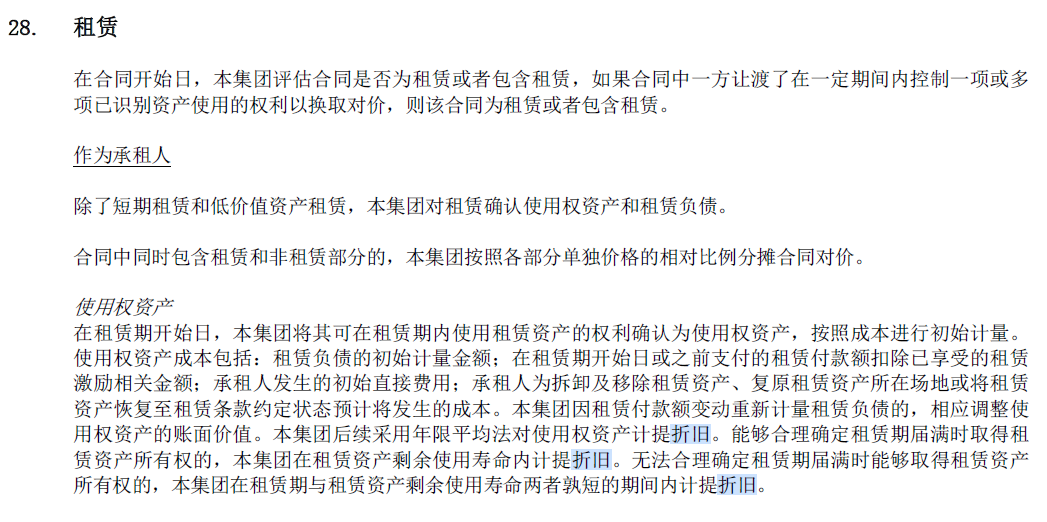 28. 租赁
在合同开始日，本集团评估合同是否为租赁或者包含租赁，如果合同中一方让渡了在一定期间内控制一项或多
项已识别资产使用的权利以换取对价，则该合同为租赁或者包含租赁。
作为承租人
除了短期租赁和低价值资产租赁，本集团对租赁确认使用权资产和租赁负债。
合同中同时包含租赁和非租赁部分的，本集团按照各部分单独价格的相对比例分摊合同对价。
使用权资产
在租赁期开始日，本集团将其可在租赁期内使用租赁资产的权利确认为使用权资产，按照成本进行初始计量。
使用权资产成本包括：租赁负债的初始计量金额；在租赁期开始日或之前支付的租赁付款额扣除已享受的租赁
激励相关金额；承租人发生的初始直接费用；承租人为拆卸及移除租赁资产、复原租赁资产所在场地或将租赁
资产恢复至租赁条款约定状态预计将发生的成本。本集团因租赁付款额变动重新计量租赁负债的，相应调整使
用权资产的账面价值。本集团后续采用年限平均法对使用权资产计提折旧。能够合理确定租赁期届满时取得租
赁资产所有权的，本集团在租赁资产剩余使用寿命内计提折旧。无法合理确定租赁期届满时能够取得租赁资产
所有权的，本集团在租赁期与租赁资产剩余使用寿命两者孰短的期间内计提折旧。